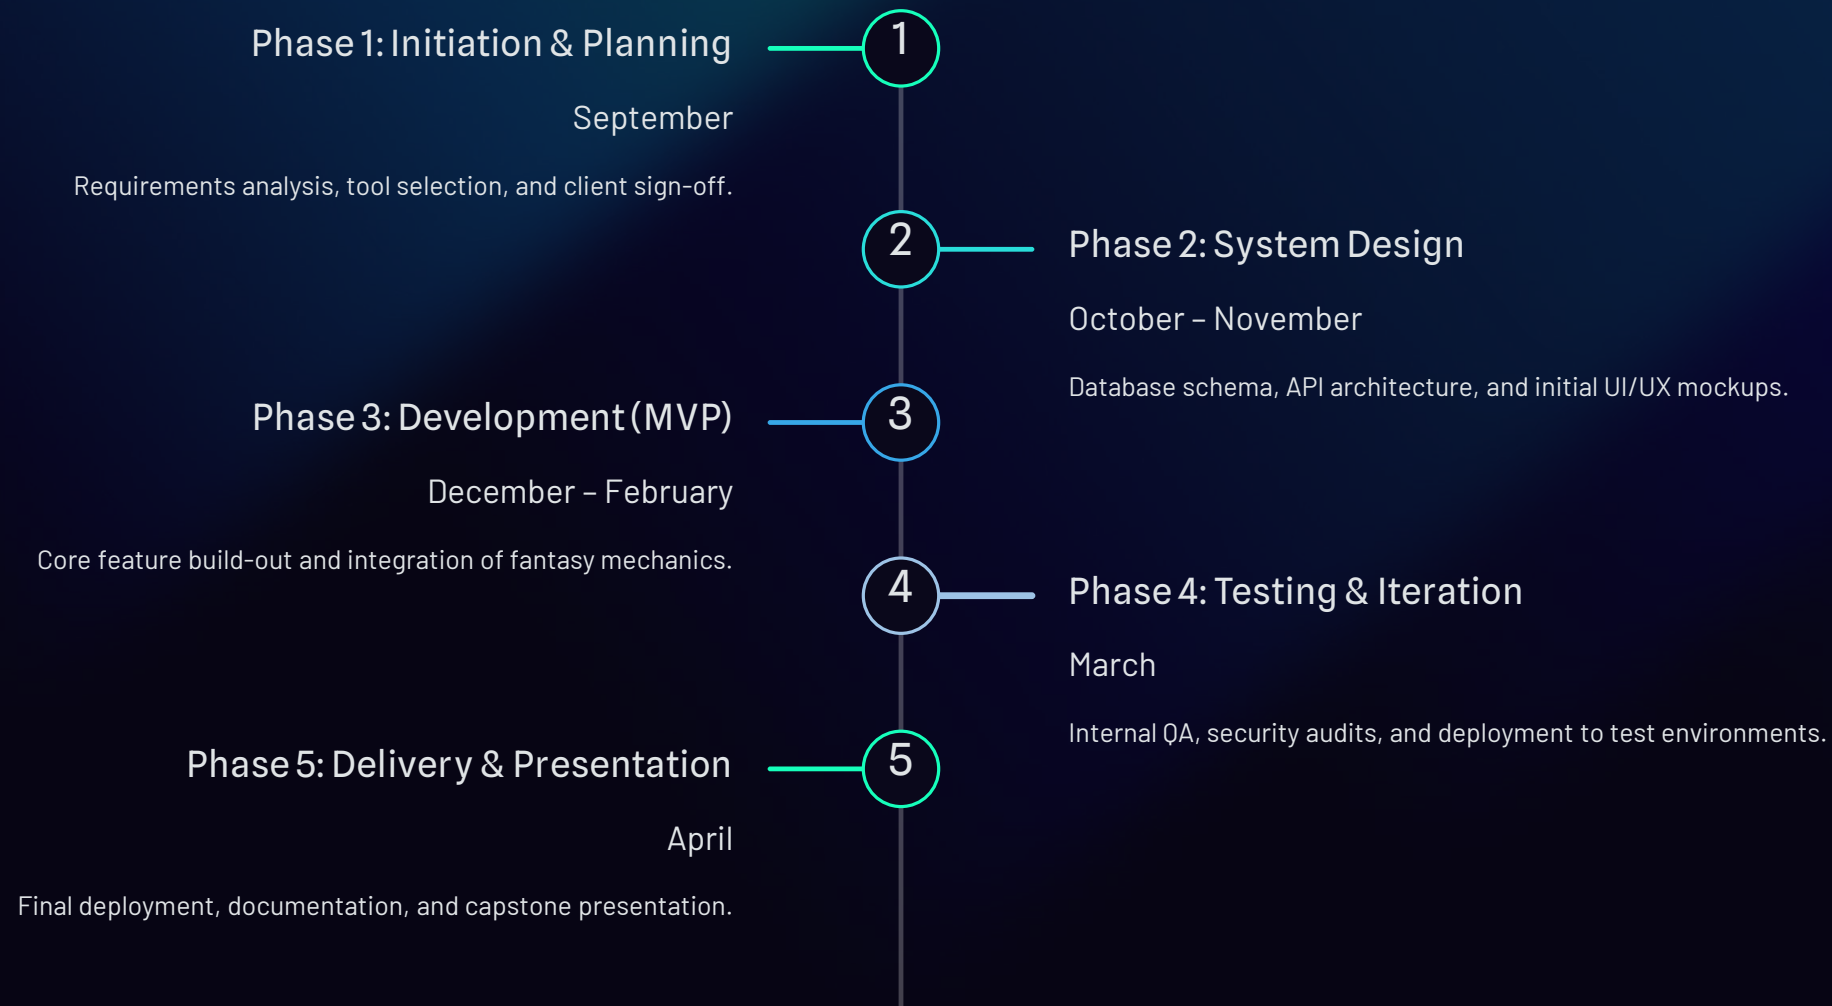 1
Phase 1: Initiation & Planning
September
Requirements analysis, tool selection, and client sign-off.
2
Phase 2: System Design
October – November
Database schema, API architecture, and initial UI/UX mockups.
3
Phase 3: Development (MVP)
December – February
Core feature build-out and integration of fantasy mechanics.
4
Phase 4: Testing & Iteration
March
Internal QA, security audits, and deployment to test environments.
5
Phase 5: Delivery & Presentation
April
Final deployment, documentation, and capstone presentation.